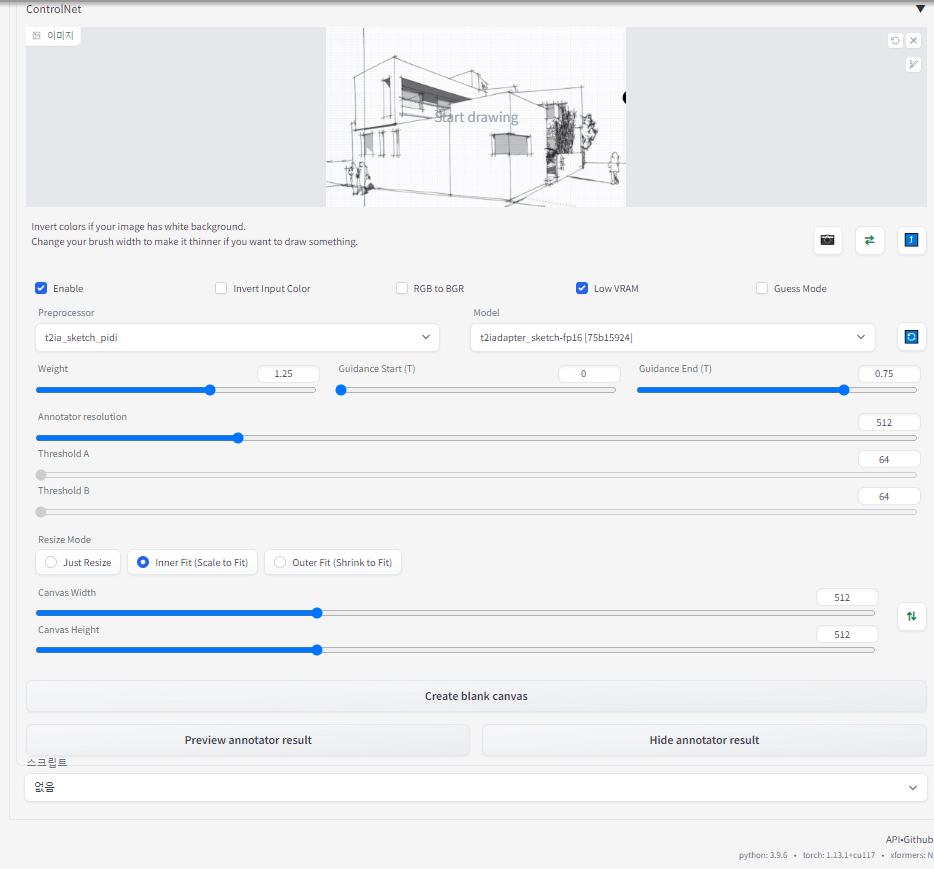 ControlNet
이미지
Start drawing
Invert colors if your image has white background.
Change your brush width to make it thinner if you want to draw something.
Enable
Invert Input Color
RGB to BGR
Low VRAM
Guess Mode
Preprocessor
Model
t2ia_sketch_pidi
t2iadapter_sketch-fp16 [75b15924]
Weight
1.25
Guidance Start (T)
0
Guidance End (T)
0.75
Annotator resolution
512
Threshold A
64
Threshold B
64
Resize Mode
Just Resize
Inner Fit (Scale to Fit)
Outer Fit (Shrink to Fit)
Canvas Width
512
Canvas Height
512
Create blank canvas
Preview annotator result
Hide annotator result
스크립트
없음
API•Github
python: 3.9.6 • torch: 1.13.1+cu117 • xformers: N